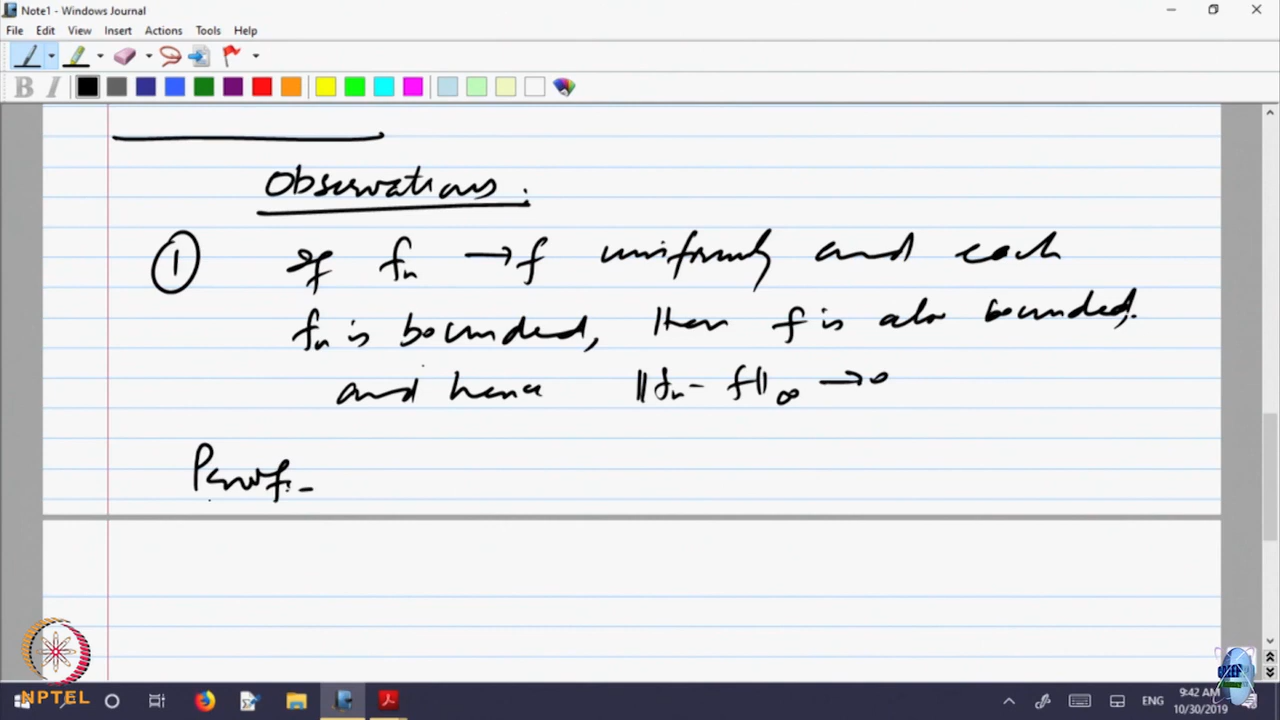 Note1 - Windows Journal
File Edit View Insert Actions Tools Help
B I
Observations.
① If fₙ → f uniformly and each
fₙ is bounded, then f is also bounded,
and hence ‖fₙ - f‖∞ → 0
Proof:-
NPTEL
ENG
9:42 AM
10/30/2019